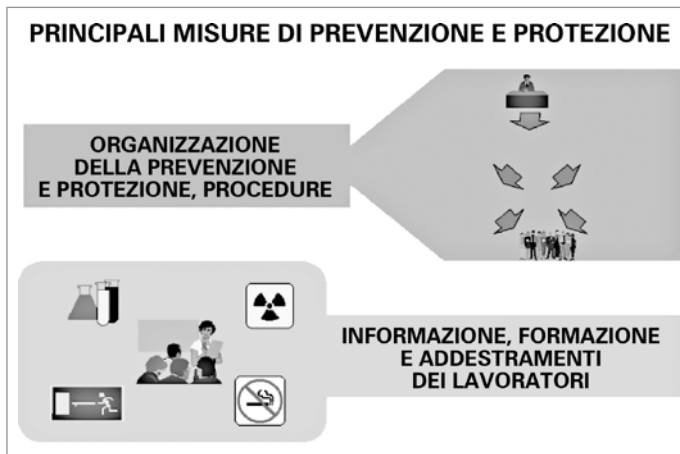 PRINCIPALI MISURE DI PREVENZIONE E PROTEZIONE
ORGANIZZAZIONE
DELLA PREVENZIONE
E PROTEZIONE, PROCEDURE
INFORMAZIONE, FORMAZIONE
E ADDESTRAMENTI
DEI LAVORATORI